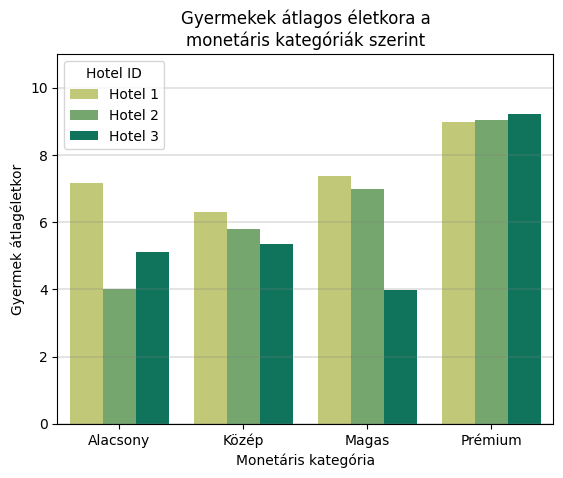 Gyermekek átlagos életkora a
monetáris kategóriák szerint
Hotel ID
Hotel 1
Hotel 2
Hotel 3
Gyermek átlagéletkor
10
8
6
4
2
0
Alacsony Közép Magas Prémium
Monetáris kategória